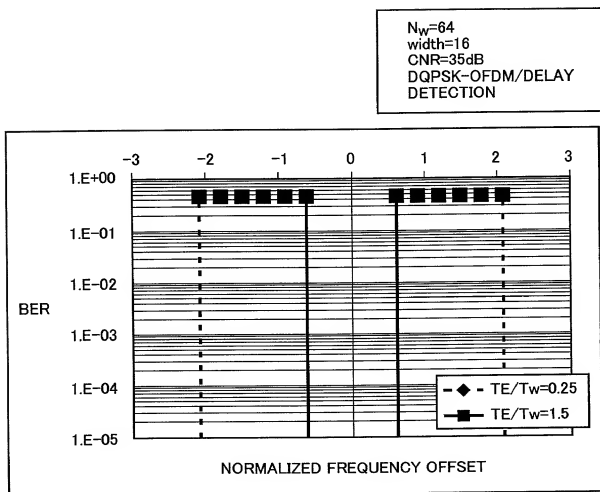 Nw=64
width=16
CNR=35dB
DQPSK-OFDM/DELAY
DETECTION
-3 -2 -1 0 1 2 3
1.E+00
1.E-01
1.E-02
BER
1.E-03
1.E-04
1.E-05
TE/Tw=0.25
TE/Tw=1.5
NORMALIZED FREQUENCY OFFSET